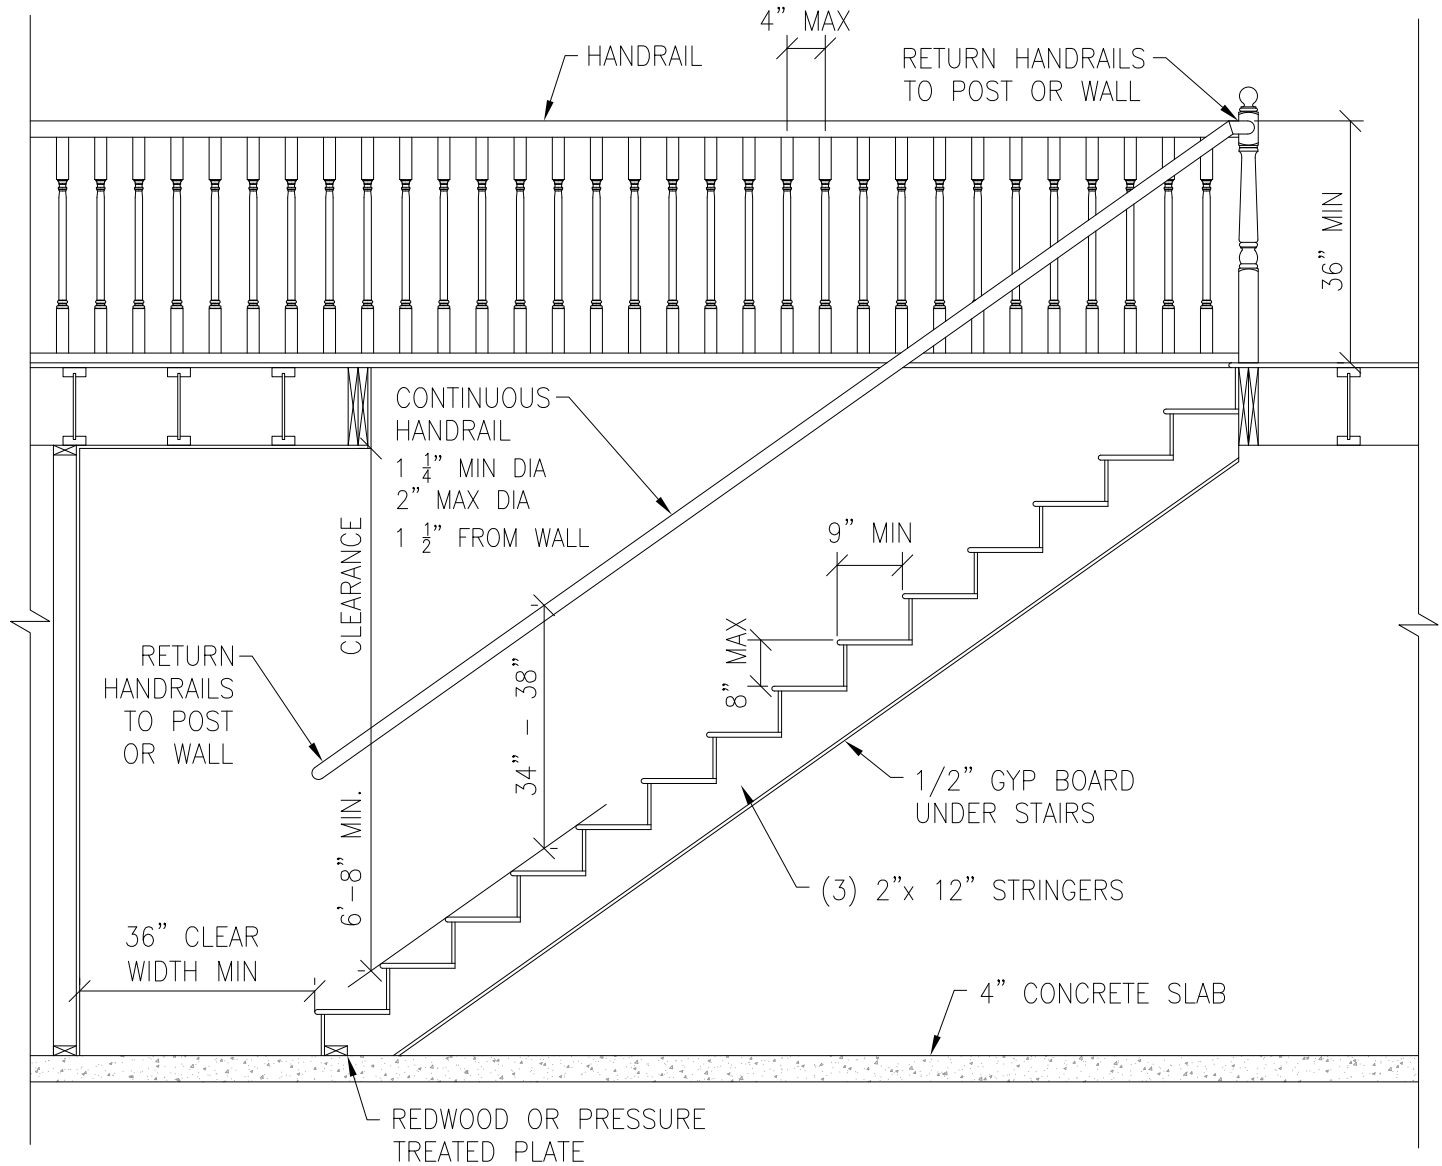 4" MAX
HANDRAIL
RETURN HANDRAILS
TO POST OR WALL
36" MIN
CONTINUOUS
HANDRAIL
1 1/4" MIN DIA
2" MAX DIA
1 1/2" FROM WALL
CLEARANCE
6'-8" MIN.
9" MIN
8" MAX
34" - 38"
RETURN
HANDRAILS
TO POST
OR WALL
1/2" GYP BOARD
UNDER STAIRS
(3) 2"x 12" STRINGERS
36" CLEAR
WIDTH MIN
4" CONCRETE SLAB
REDWOOD OR PRESSURE
TREATED PLATE